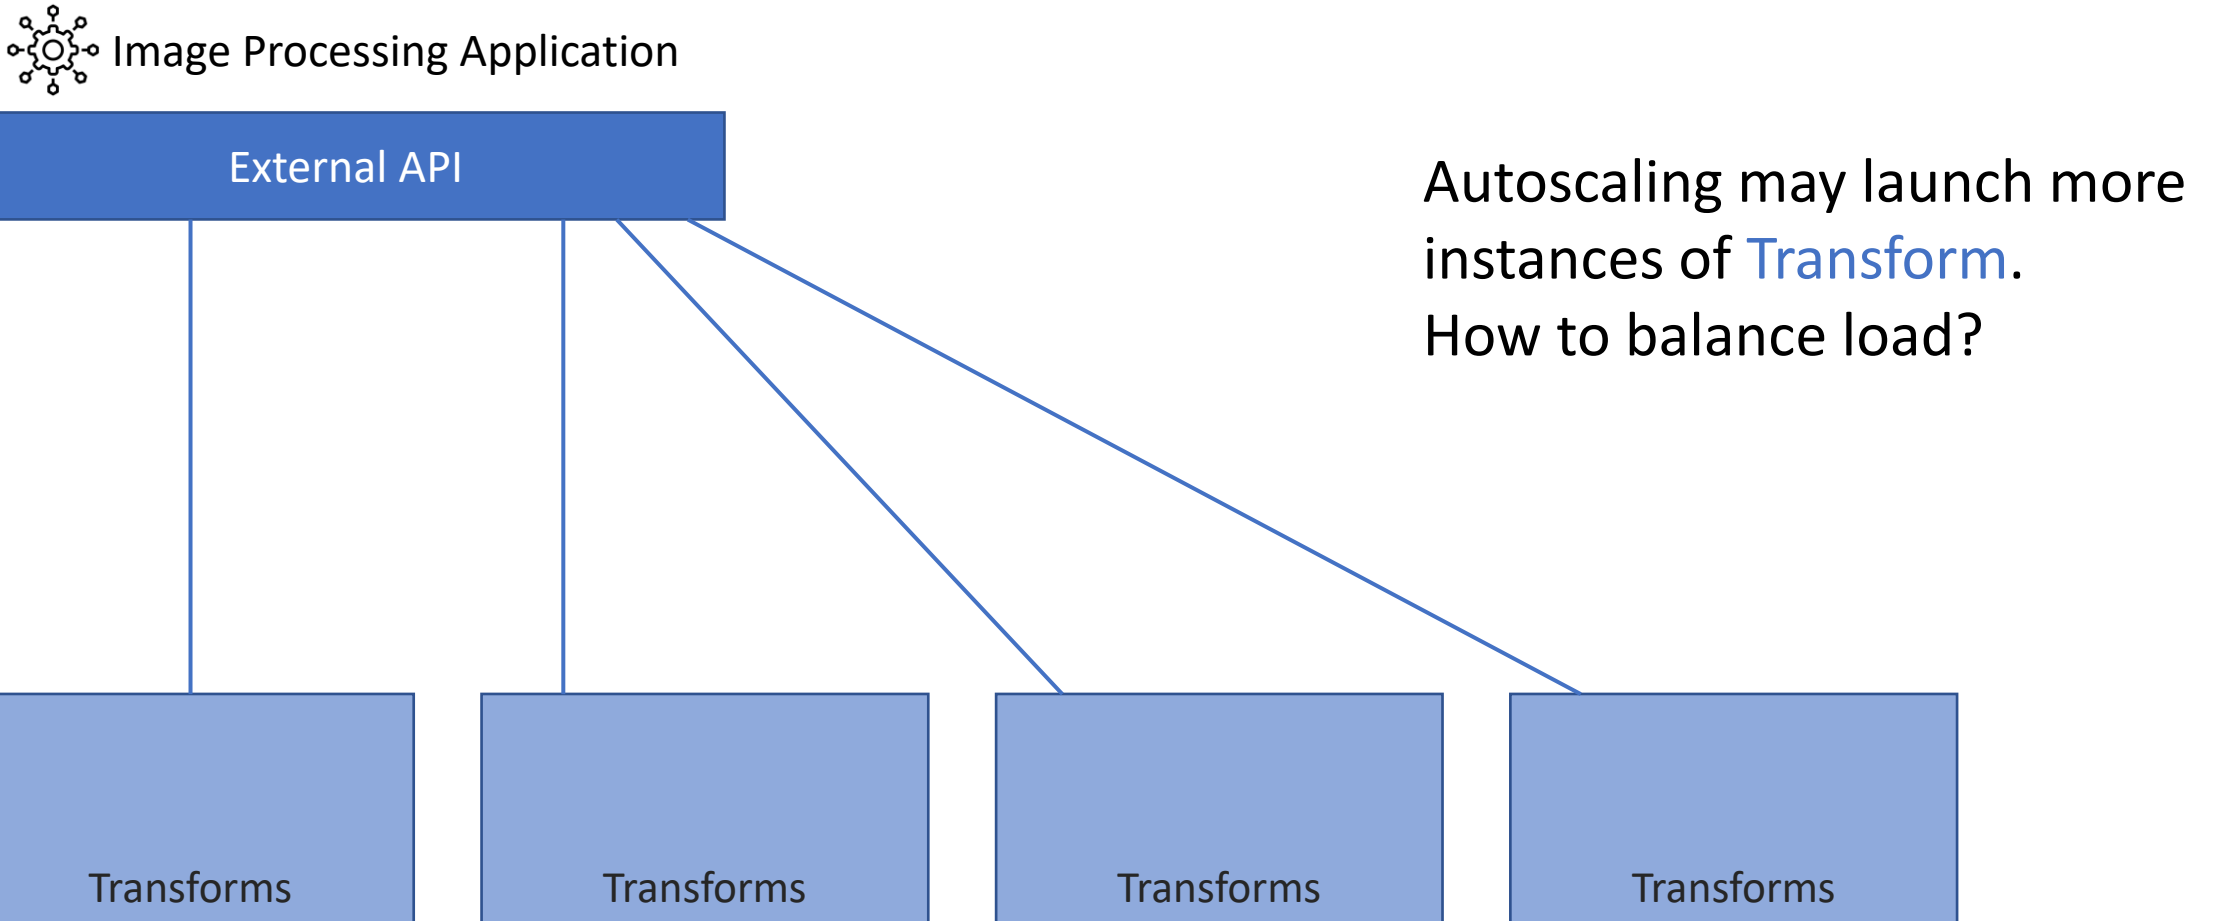 Image Processing Application
External API
Autoscaling may launch more
instances of Transform.
How to balance load?
Transforms
Transforms
Transforms
Transforms